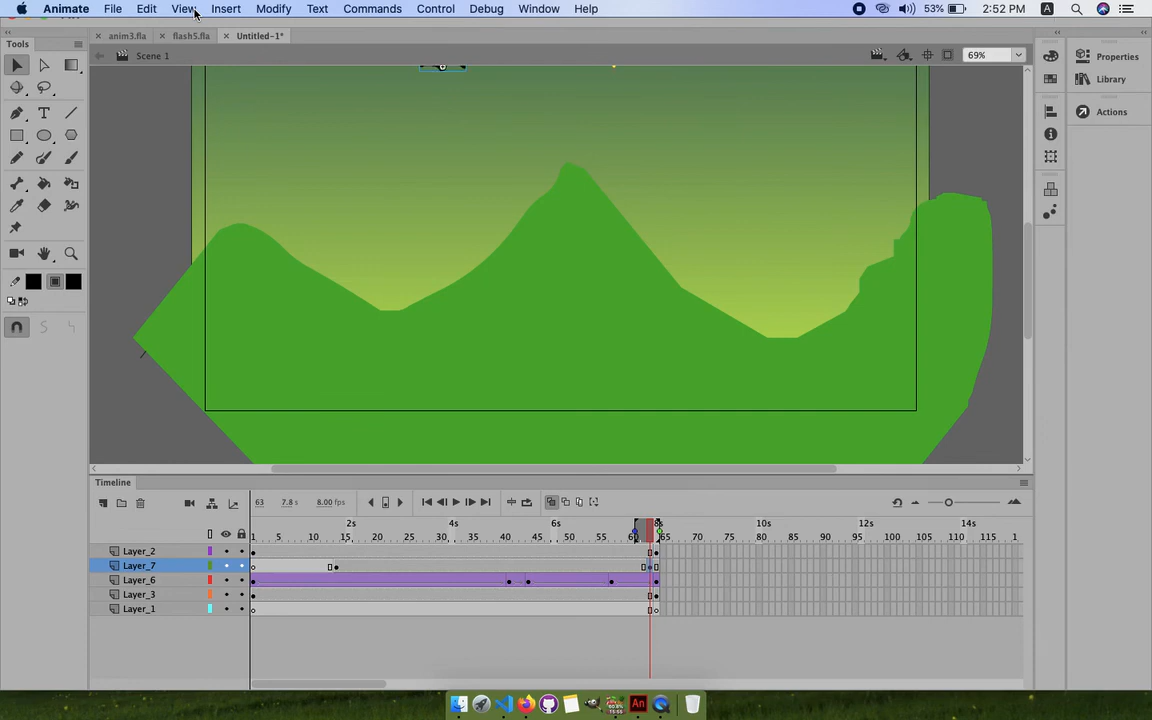 Animate File Edit View Insert Modify Text Commands Control Debug Window Help 53% 2:52 PM A
Tools
anim3.fla flash5.fla Untitled-1*
Scene 1 69%
Properties
Library
Actions
T
Timeline
63 7.8 s 8.00 fps
2s 4s 6s 8s 10s 12s 14s
1 5 10 15 20 25 30 35 40 45 50 55 60 65 70 75 80 85 90 95 100 105 110 115 1
Layer_2
Layer_7
Layer_6
Layer_3
Layer_1
An